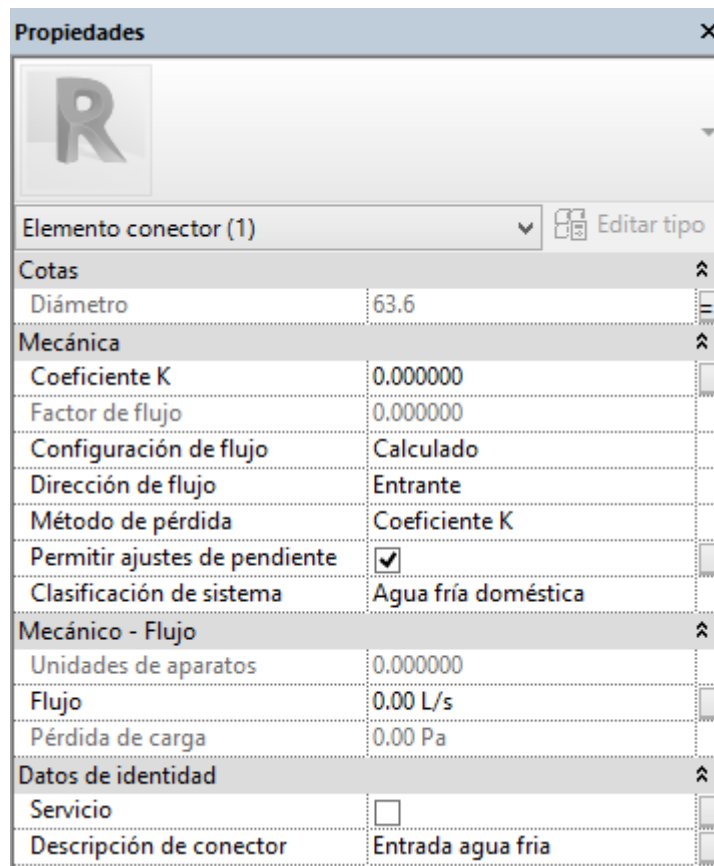 Propiedades
Elemento conector (1) Editar tipo
Cotas
Diámetro 63.6 =
Mecánica
Coeficiente K 0.000000
Factor de flujo 0.000000
Configuración de flujo Calculado
Dirección de flujo Entrante
Método de pérdida Coeficiente K
Permitir ajustes de pendiente
Clasificación de sistema Agua fría doméstica
Mecánico - Flujo
Unidades de aparatos 0.000000
Flujo 0.00 L/s
Pérdida de carga 0.00 Pa
Datos de identidad
Servicio
Descripción de conector Entrada agua fria